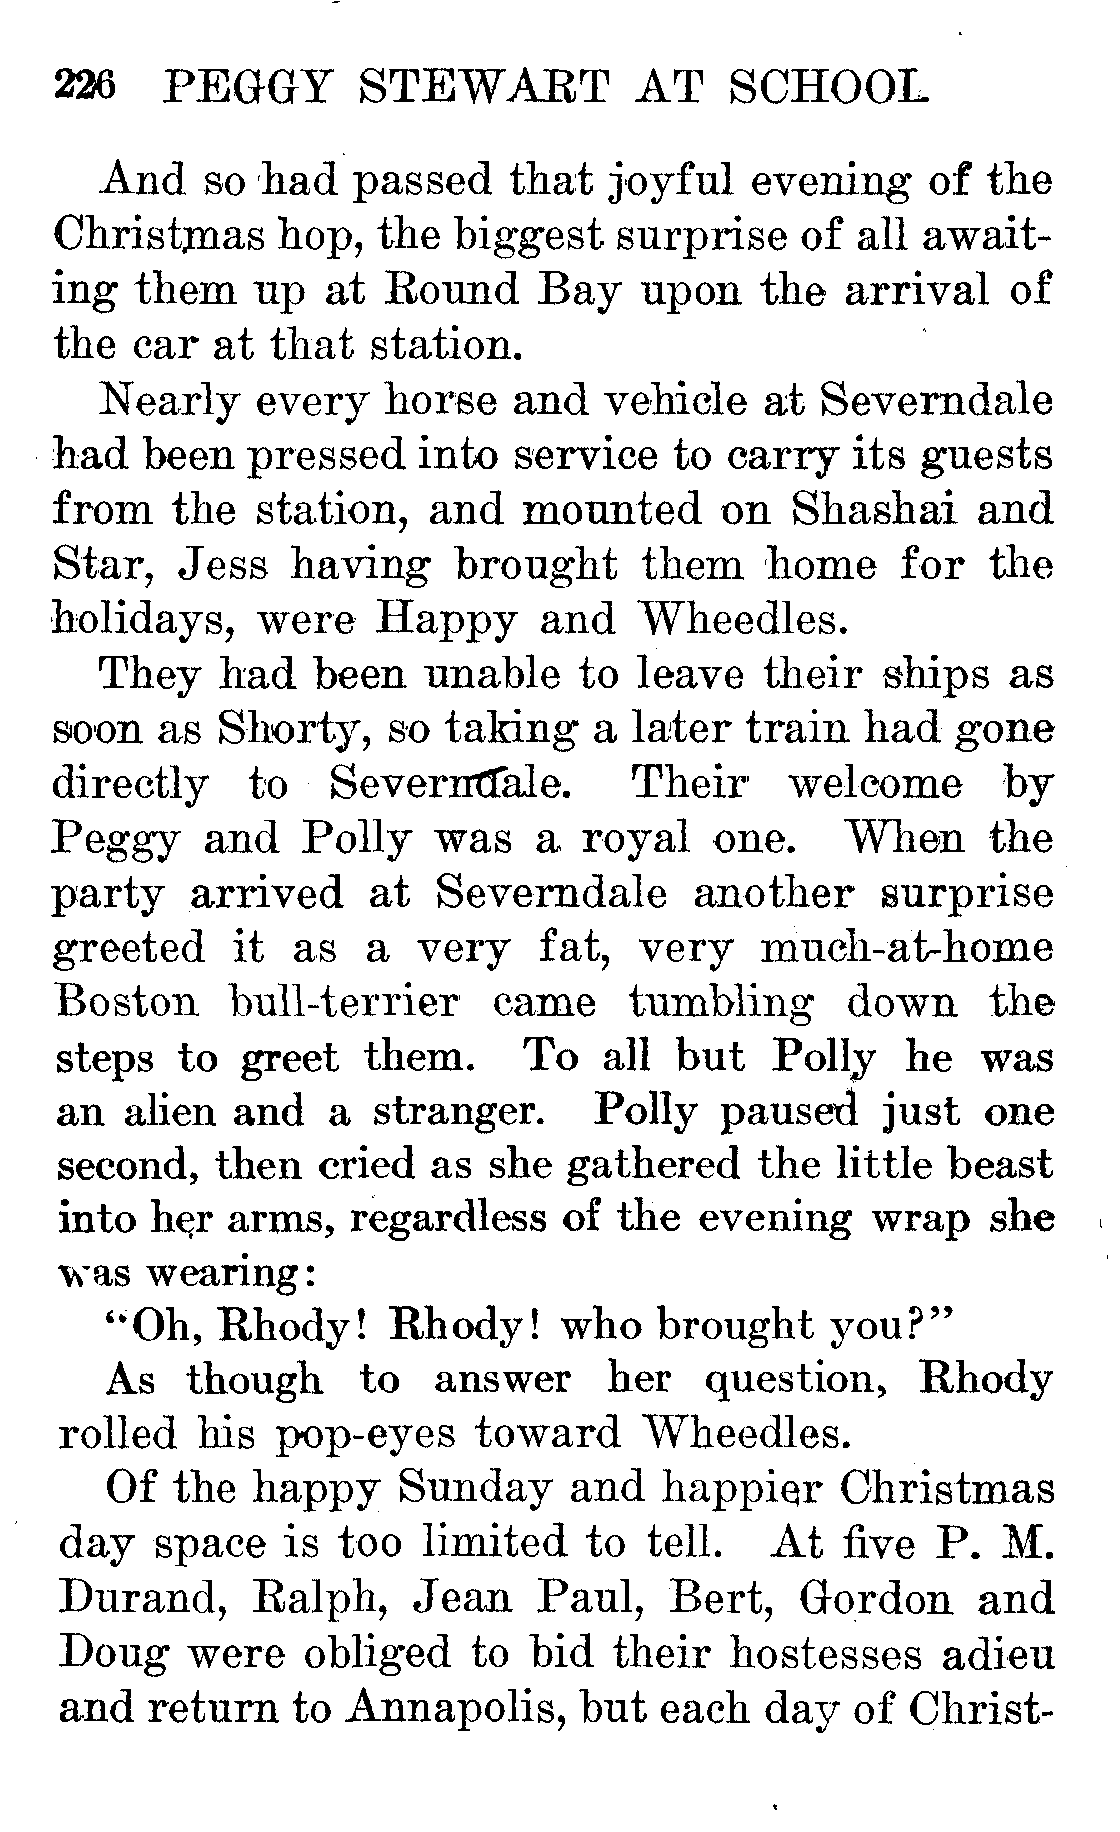 226 PEGGY STEWART AT SCHOOL
And so had passed that joyful evening of the
Christmas hop, the biggest surprise of all await-
ing them up at Round Bay upon the arrival of
the car at that station.
Nearly every horse and vehicle at Severndale
had been pressed into service to carry its guests
from the station, and mounted on Shashai and
Star, Jess having brought them home for the
holidays, were Happy and Wheedles.
They had been unable to leave their ships as
soon as Shorty, so taking a later train had gone
directly to Severndale. Their welcome by
Peggy and Polly was a royal one. When the
party arrived at Severndale another surprise
greeted it as a very fat, very much-at-home
Boston bull-terrier came tumbling down the
steps to greet them. To all but Polly he was
an alien and a stranger. Polly paused just one
second, then cried as she gathered the little beast
into her arms, regardless of the evening wrap she
was wearing:
"Oh, Rhody! Rhody! who brought you?"
As though to answer her question, Rhody
rolled his pop-eyes toward Wheedles.
Of the happy Sunday and happier Christmas
day space is too limited to tell. At five P. M.
Durand, Ralph, Jean Paul, Bert, Gordon and
Doug were obliged to bid their hostesses adieu
and return to Annapolis, but each day of Christ-